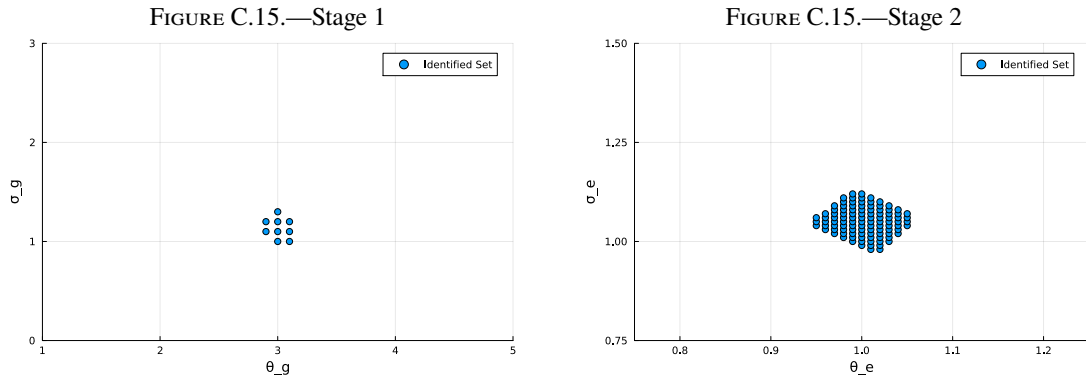 FIGURE C.15.—Stage 1
3
2
1
0
σ_g
Identified Set
1 2 3 4 5
θ_g
FIGURE C.15.—Stage 2
1.50
1.25
1.00
0.75
σ_e
Identified Set
0.8 0.9 1.0 1.1 1.2
θ_e